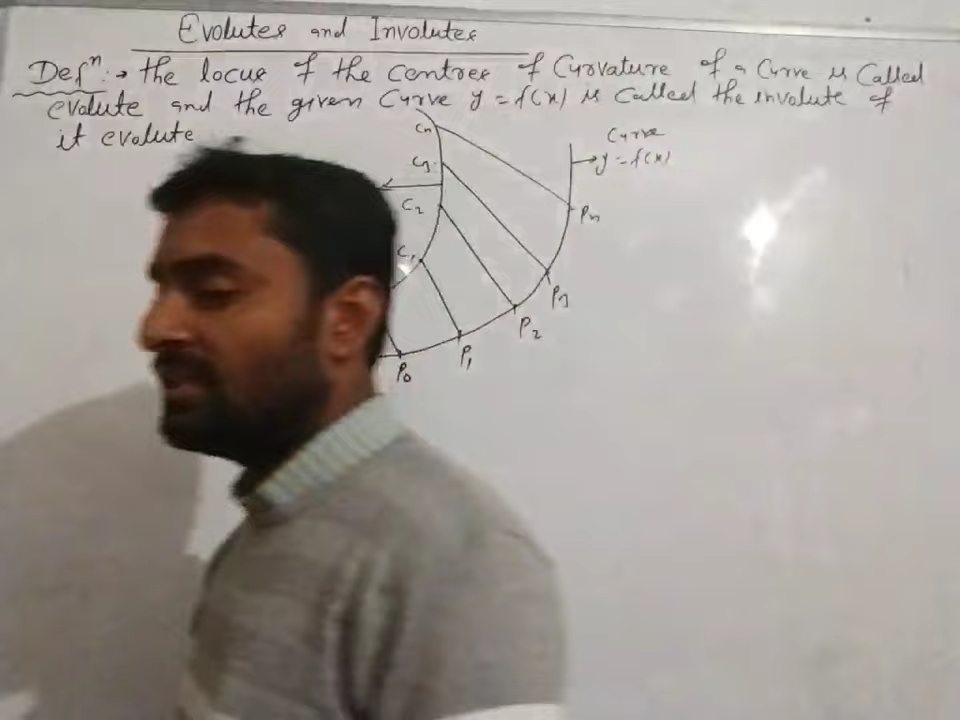 Evolutes and Involutes
Defⁿ :→ the locus of the centres of Curvature of a Curve is Called
evolute and the given Curve y = f(x) is called the involute of
it evolute
Cn
Curve
y = f(x)
C3
C2
Pn
C1
P3
P2
P1
P0